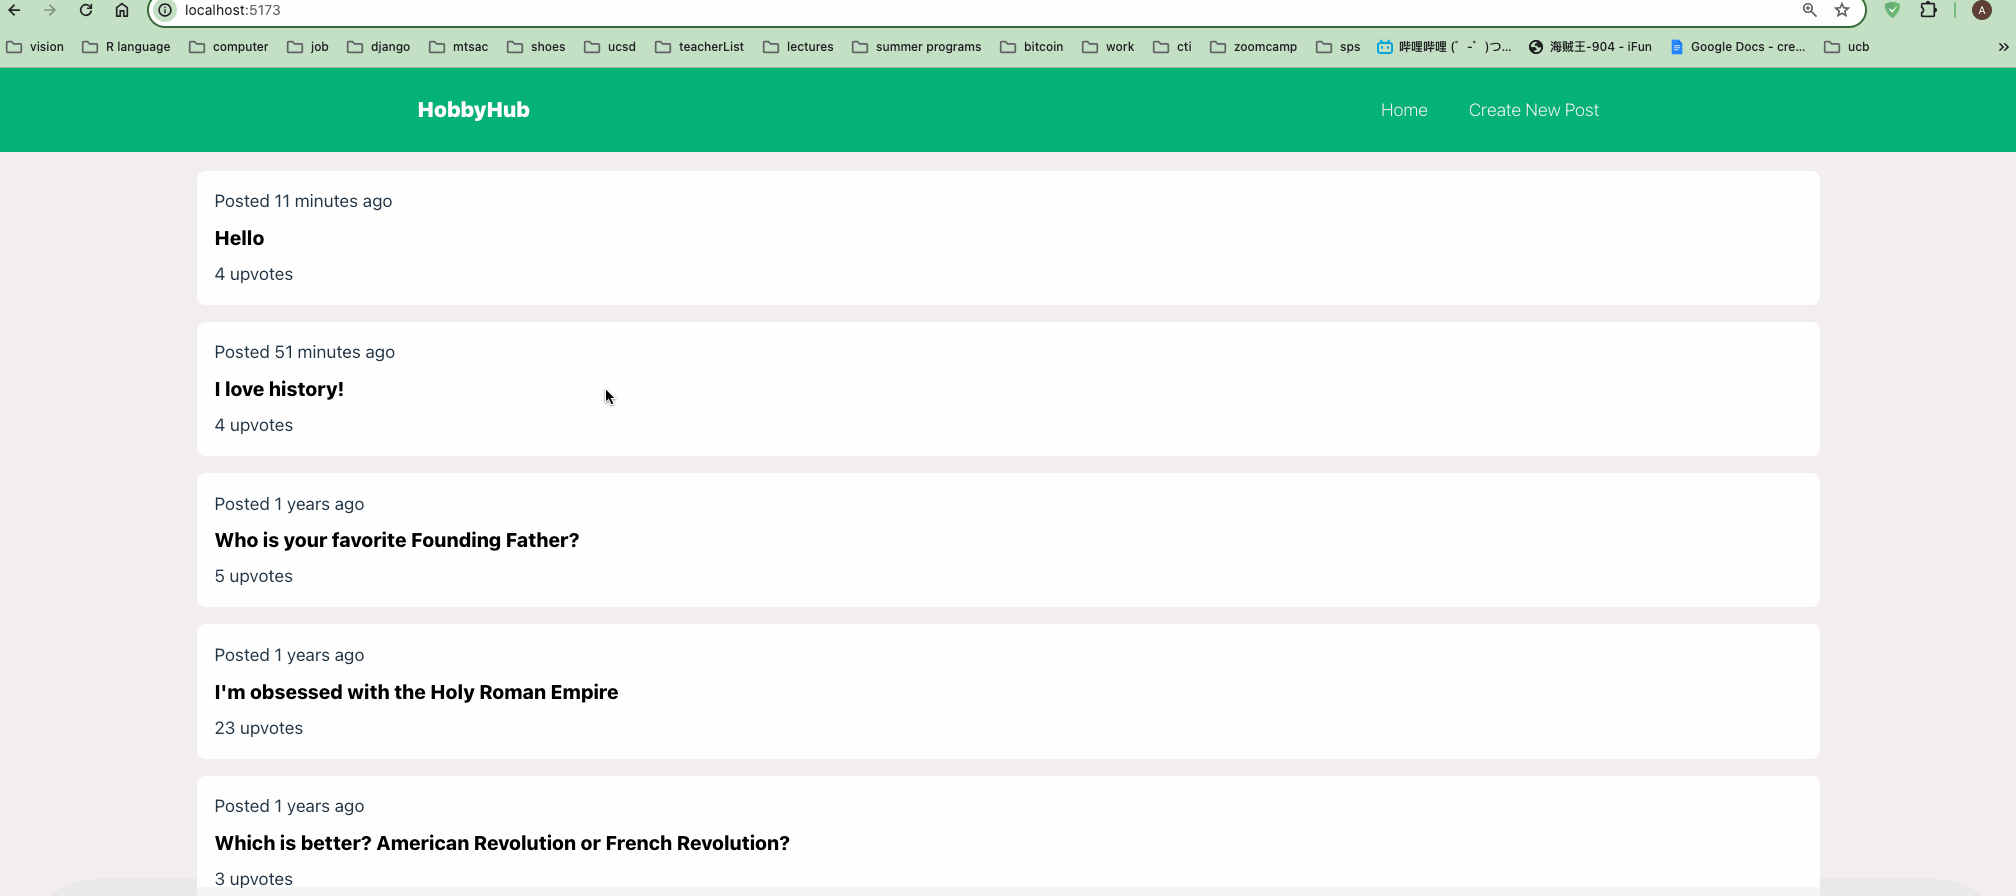 localhost:5173
vision R language computer job django mtsac shoes ucsd teacherList lectures summer programs bitcoin work cti zoomcamp sps 哔哩哔哩 (゜-゜)つ... 海贼王-904 - iFun Google Docs - cre... ucb
A
HobbyHub Home Create New Post
Posted 11 minutes ago
Hello
4 upvotes
Posted 51 minutes ago
I love history!
4 upvotes
Posted 1 years ago
Who is your favorite Founding Father?
5 upvotes
Posted 1 years ago
I'm obsessed with the Holy Roman Empire
23 upvotes
Posted 1 years ago
Which is better? American Revolution or French Revolution?
3 upvotes